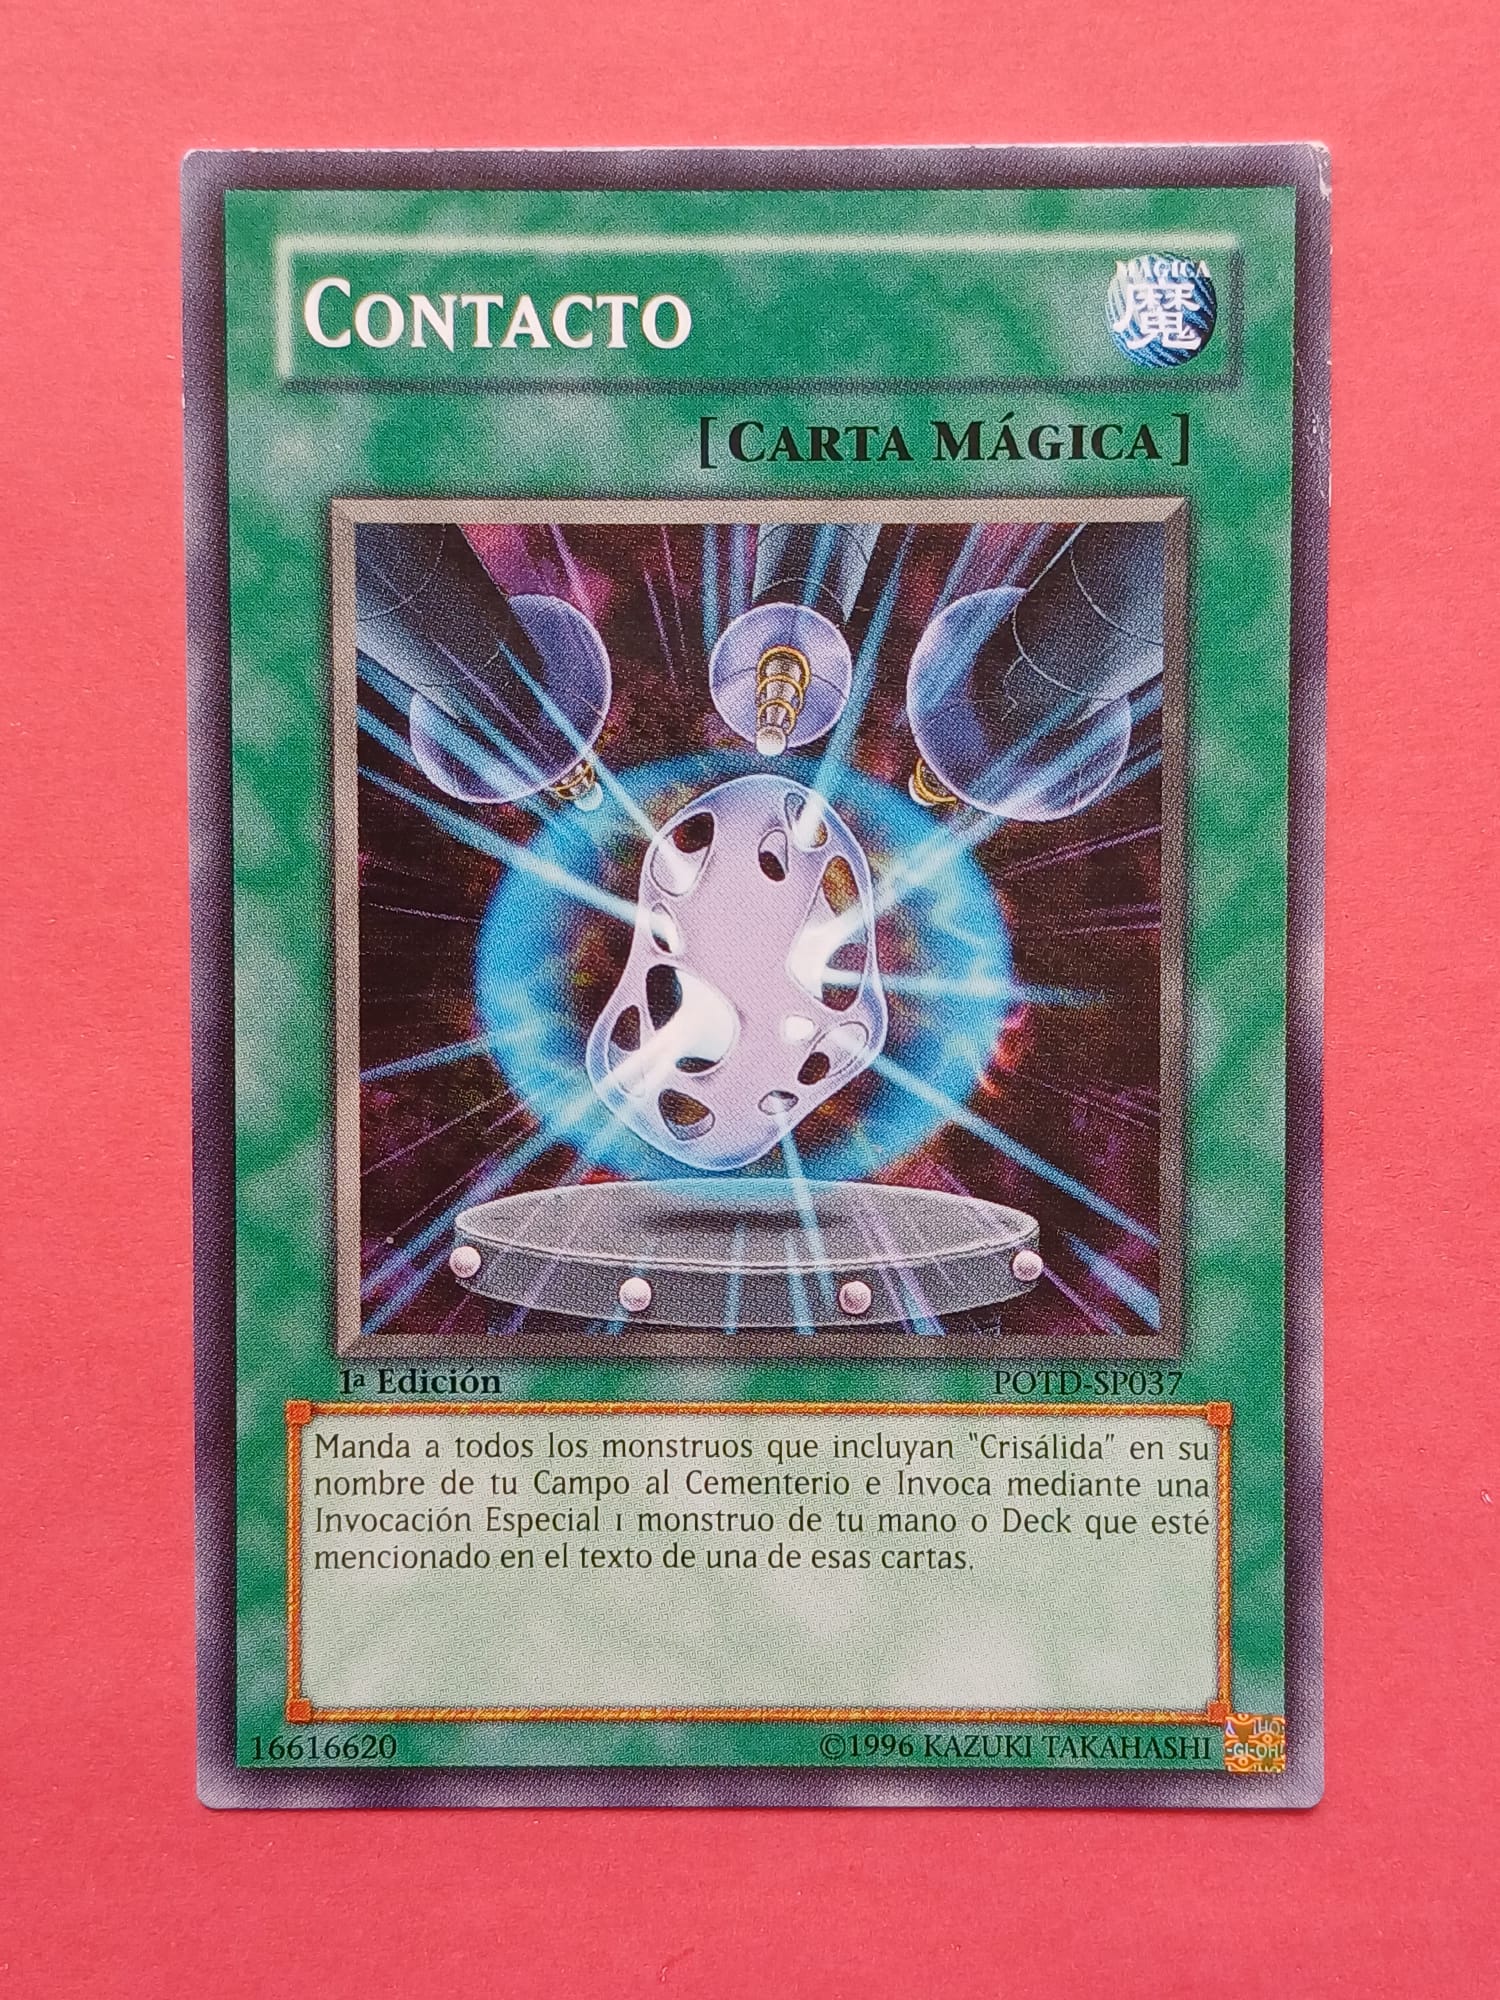 CONTACTO
MÁGICA
魔
[CARTA MÁGICA]
1ª Edición
POTD-SP037
Manda a todos los monstruos que incluyan "Crisálida" en su
nombre de tu Campo al Cementerio e Invoca mediante una
Invocación Especial 1 monstruo de tu mano o Deck que esté
mencionado en el texto de una de esas cartas.
16616620
©1996 KAZUKI TAKAHASHI